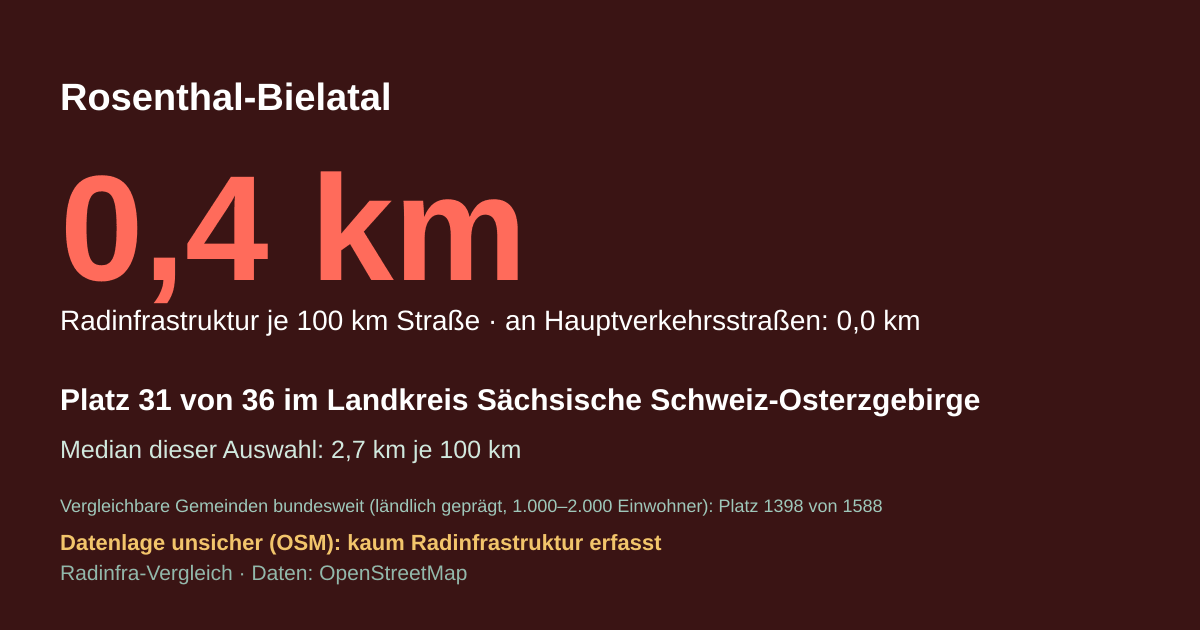 Rosenthal-Bielatal
0,4 km
Radinfrastruktur je 100 km Straße · an Hauptverkehrsstraßen: 0,0 km
Platz 31 von 36 im Landkreis Sächsische Schweiz-Osterzgebirge
Median dieser Auswahl: 2,7 km je 100 km
Vergleichbare Gemeinden bundesweit (ländlich geprägt, 1.000–2.000 Einwohner): Platz 1398 von 1588
Datenlage unsicher (OSM): kaum Radinfrastruktur erfasst
Radinfra-Vergleich · Daten: OpenStreetMap